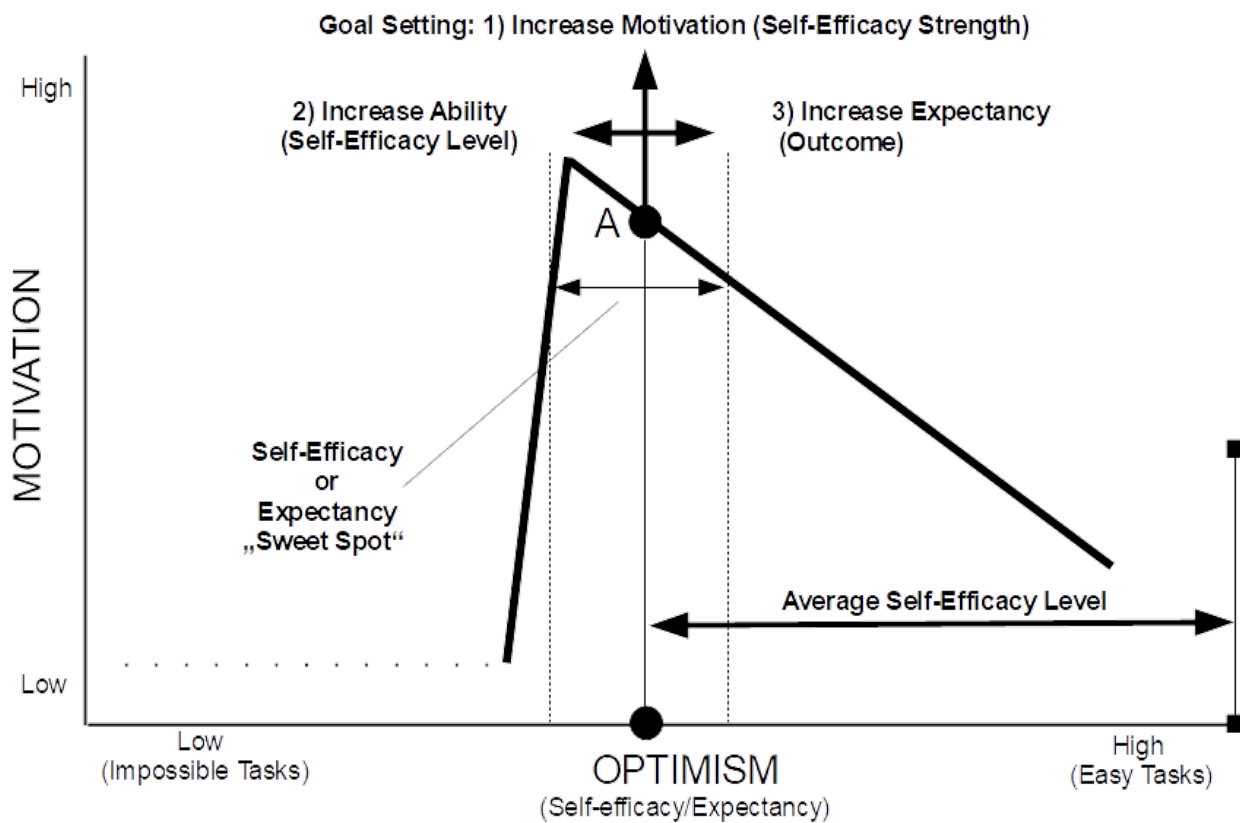 Goal Setting: 1) Increase Motivation (Self-Efficacy Strength)
High
2) Increase Ability
(Self-Efficacy Level)
3) Increase Expectancy
(Outcome)
A
MOTIVATION
Self-Efficacy
or
Expectancy
„Sweet Spot“
Average Self-Efficacy Level
Low
Low
(Impossible Tasks)
OPTIMISM
(Self-efficacy/Expectancy)
High
(Easy Tasks)